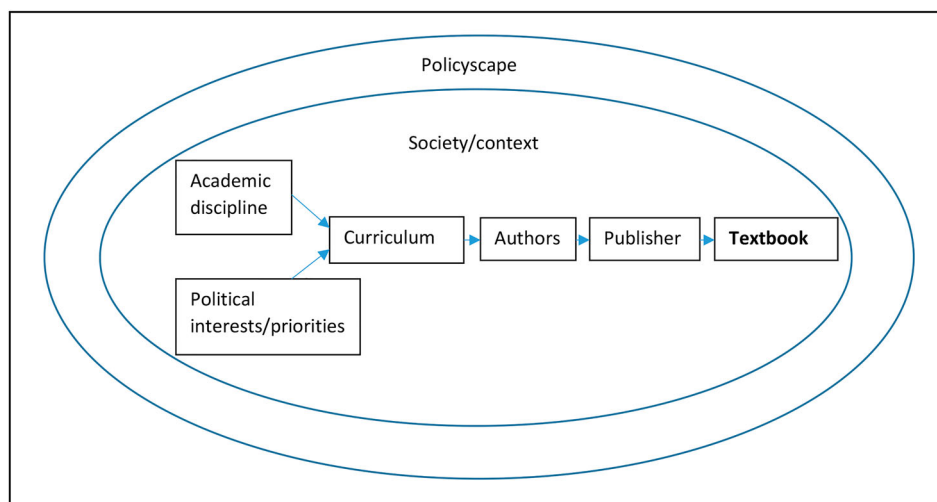 Policyscape
Society/context
Academic
discipline
Curriculum
Authors
Publisher
Textbook
Political
interests/priorities